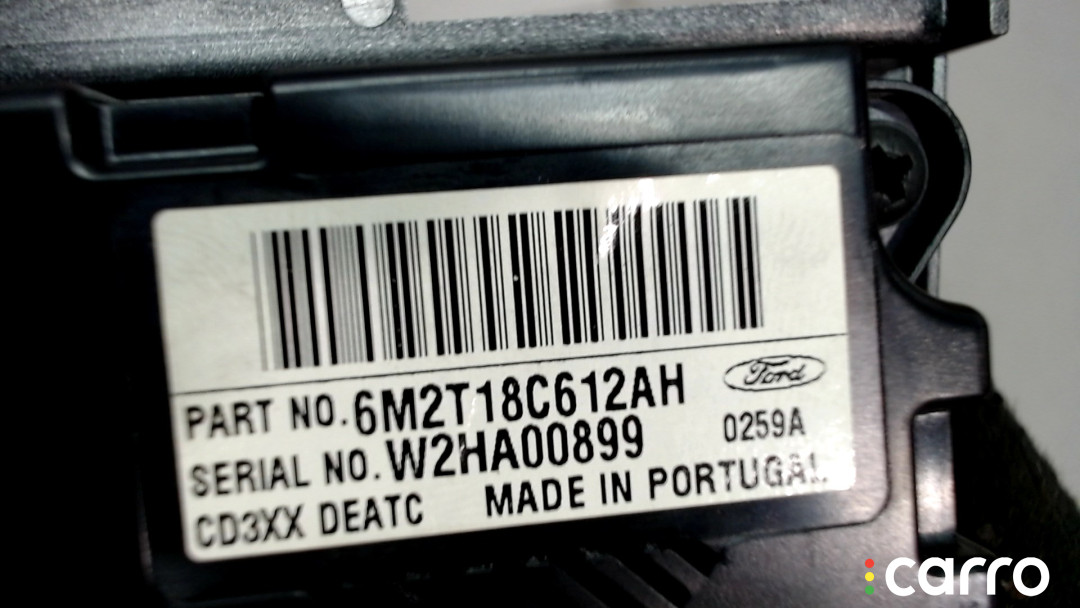 PART NO. 6M2T18C612AH
Ford
SERIAL NO. W2HA00899
0259A
CD3XX DEATC MADE IN PORTUGAL
carro